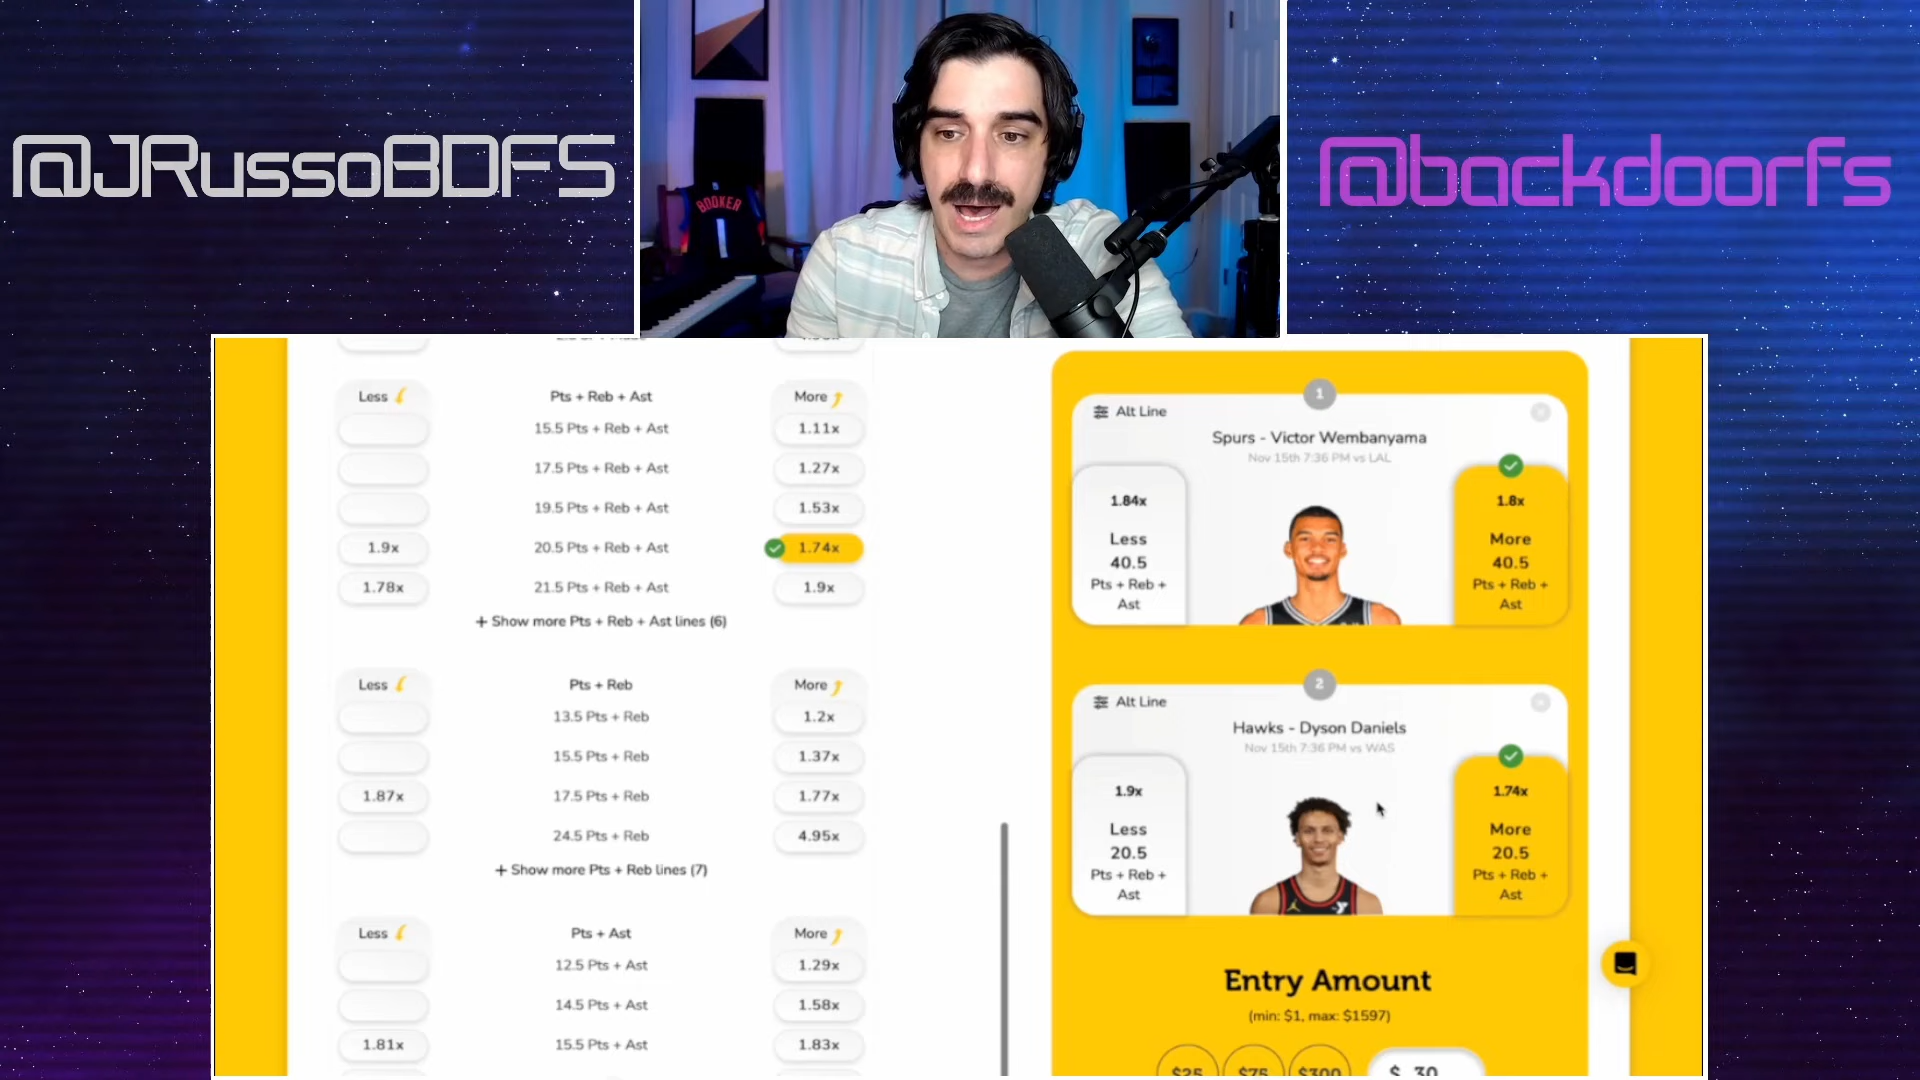 @JRussoBDFS
BOOKER
1
@backdoorfs
Less
Pts + Reb + Ast
More
15.5 Pts + Reb + Ast
1.11x
17.5 Pts + Reb + Ast
1.27x
19.5 Pts + Reb + Ast
1.53x
1.9x
20.5 Pts + Reb + Ast
1.74x
1.78x
21.5 Pts + Reb + Ast
1.9x
+ Show more Pts + Reb + Ast lines (6)
Less
Pts + Reb
More
13.5 Pts + Reb
1.2x
15.5 Pts + Reb
1.37x
1.87x
17.5 Pts + Reb
1.77x
24.5 Pts + Reb
4.95x
+ Show more Pts + Reb lines (7)
Less
Pts + Ast
More
12.5 Pts + Ast
1.29x
14.5 Pts + Ast
1.58x
1.81x
15.5 Pts + Ast
1.83x
1
Alt Line
Spurs - Victor Wembanyama
Nov 15th 7:36 PM vs LAL
1.84x
Less
40.5
Pts + Reb +
Ast
1.8x
More
40.5
Pts + Reb +
Ast
2
Alt Line
Hawks - Dyson Daniels
Nov 15th 7:36 PM vs WAS
1.9x
Less
20.5
Pts + Reb +
Ast
1.74x
More
20.5
Pts + Reb +
Ast
Entry Amount
(min: $1, max: $1597)
$25
$75
$300
$ 30